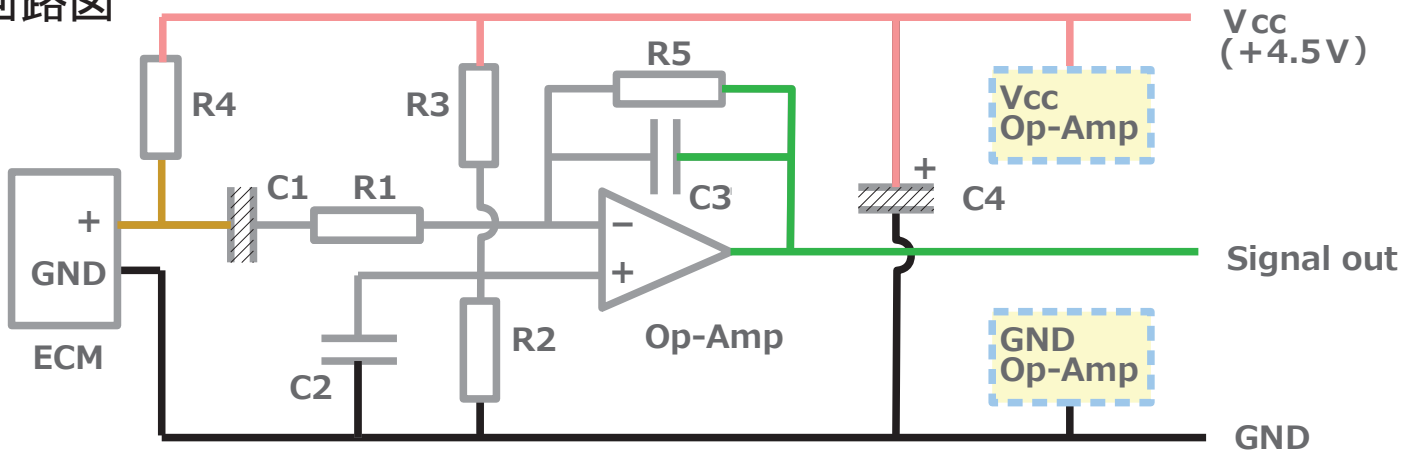 回路図
Vcc
(+4.5V)
R4
R3
R5
Vcc
Op-Amp
+
C1
R1
C3
+
C4
−
+
GND
Signal out
ECM
C2
R2
Op-Amp
GND
Op-Amp
GND